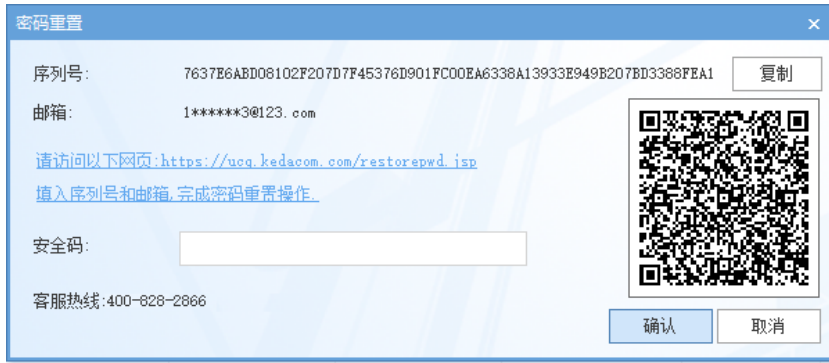 密码重置
序列号: 7637E6ABD08102F207D7F45376D901FC00EA6338A13933E949B207BD3388FEA1 复制
邮箱: 1******3@123.com
请访问以下网页:https://ucq.kedacom.com/restorepwd.jsp
填入序列号和邮箱,完成密码重置操作.
安全码:
客服热线:400-828-2866
确认 取消